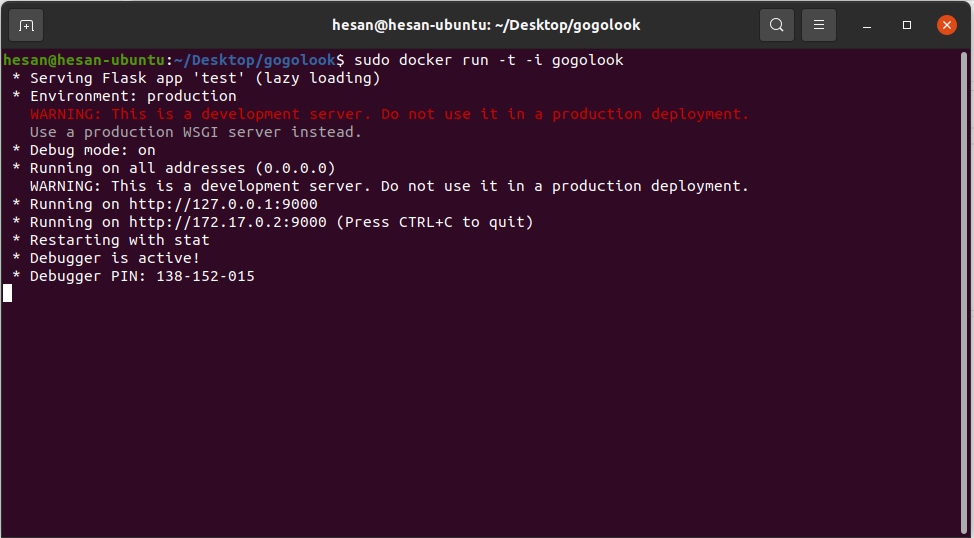 hesan@hesan-ubuntu: ~/Desktop/gogolook
hesan@hesan-ubuntu:~/Desktop/gogolook$ sudo docker run -t -i gogolook
 * Serving Flask app 'test' (lazy loading)
 * Environment: production
   WARNING: This is a development server. Do not use it in a production deployment.
   Use a production WSGI server instead.
 * Debug mode: on
 * Running on all addresses (0.0.0.0)
   WARNING: This is a development server. Do not use it in a production deployment.
 * Running on http://127.0.0.1:9000
 * Running on http://172.17.0.2:9000 (Press CTRL+C to quit)
 * Restarting with stat
 * Debugger is active!
 * Debugger PIN: 138-152-015